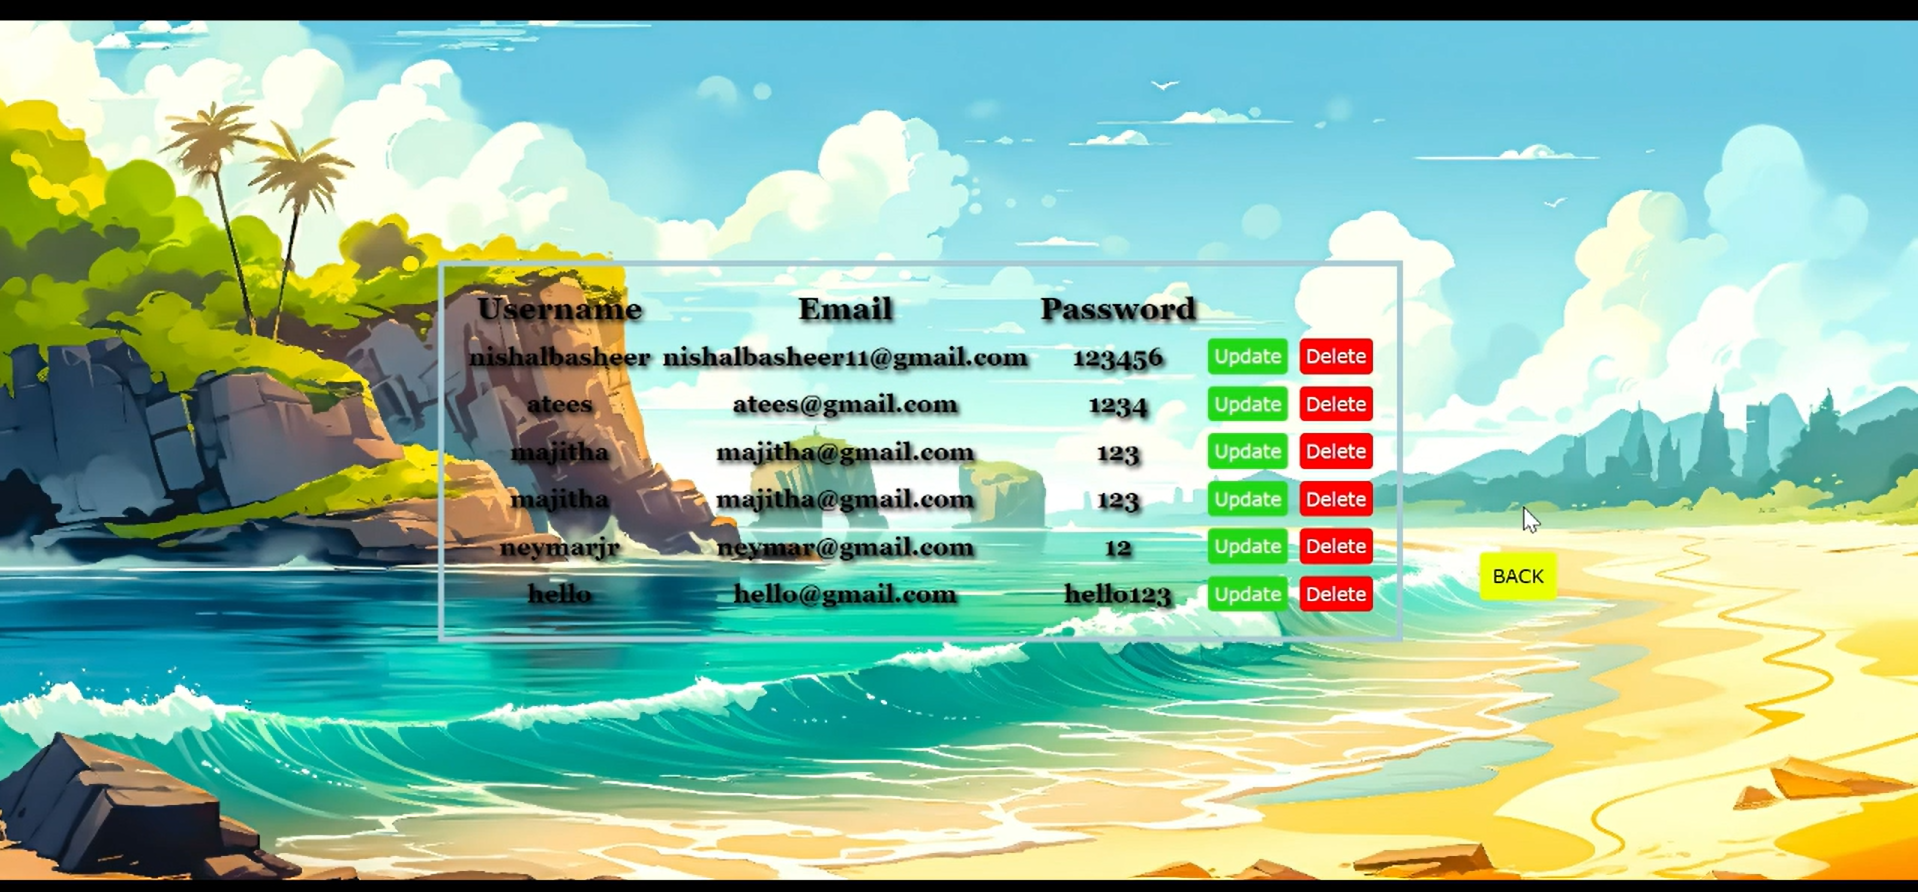 Username Email Password
nishalbasheer nishalbasheer11@gmail.com 123456 Update Delete
atees atees@gmail.com 1234 Update Delete
majitha majitha@gmail.com 123 Update Delete
majitha majitha@gmail.com 123 Update Delete
neymarjr neymar@gmail.com 12 Update Delete
hello hello@gmail.com hello123 Update Delete
BACK